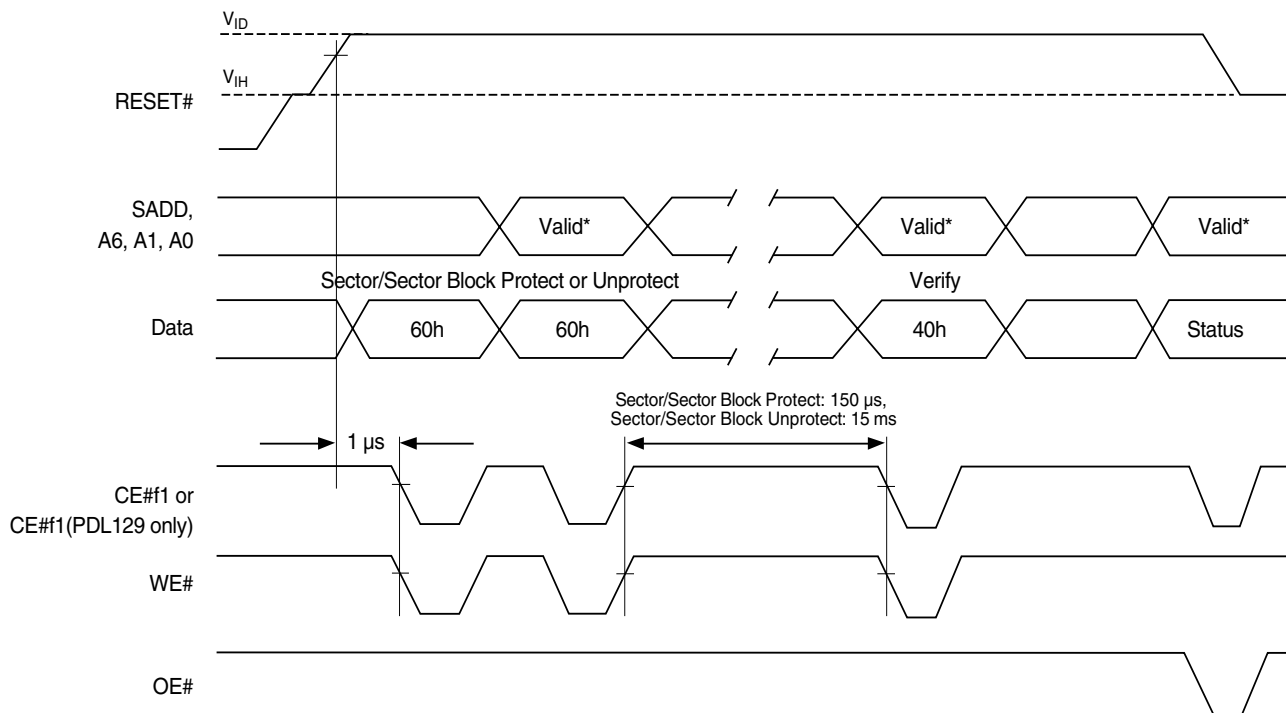 VID
VIH
RESET#
SADD,
A6, A1, A0
Valid*
Valid*
Valid*
Sector/Sector Block Protect or Unprotect
Verify
Data
60h
60h
40h
Status
Sector/Sector Block Protect: 150 µs,
Sector/Sector Block Unprotect: 15 ms
1 µs
CE#f1 or
CE#f1(PDL129 only)
WE#
OE#